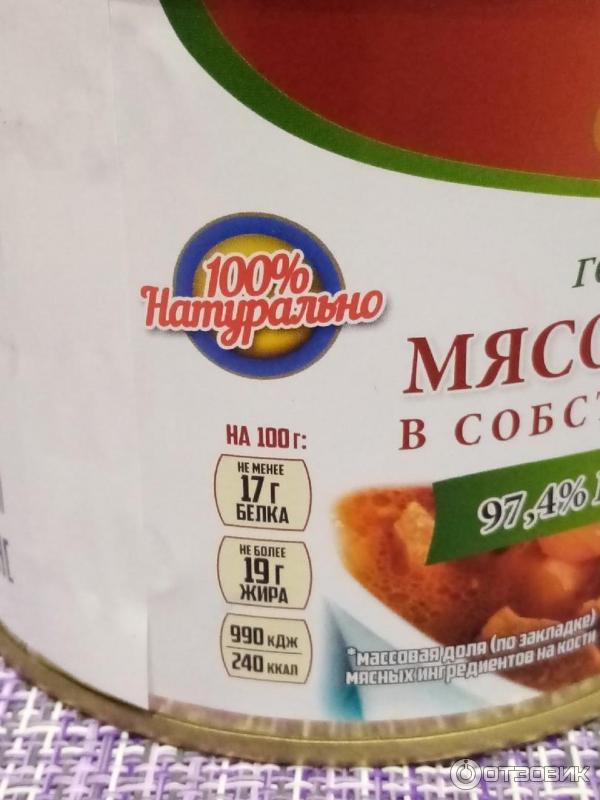 100%
Натурально
МЯСО
В СОБСТ
НА 100 г:
НЕ МЕНЕЕ
17 г
БЕЛКА
97,4%
НЕ БОЛЕЕ
19 г
ЖИРА
990 кДж
240 ккал
*массовая доля (по закладке)
мясных ингредиентов на кости
ОТЗОВИК